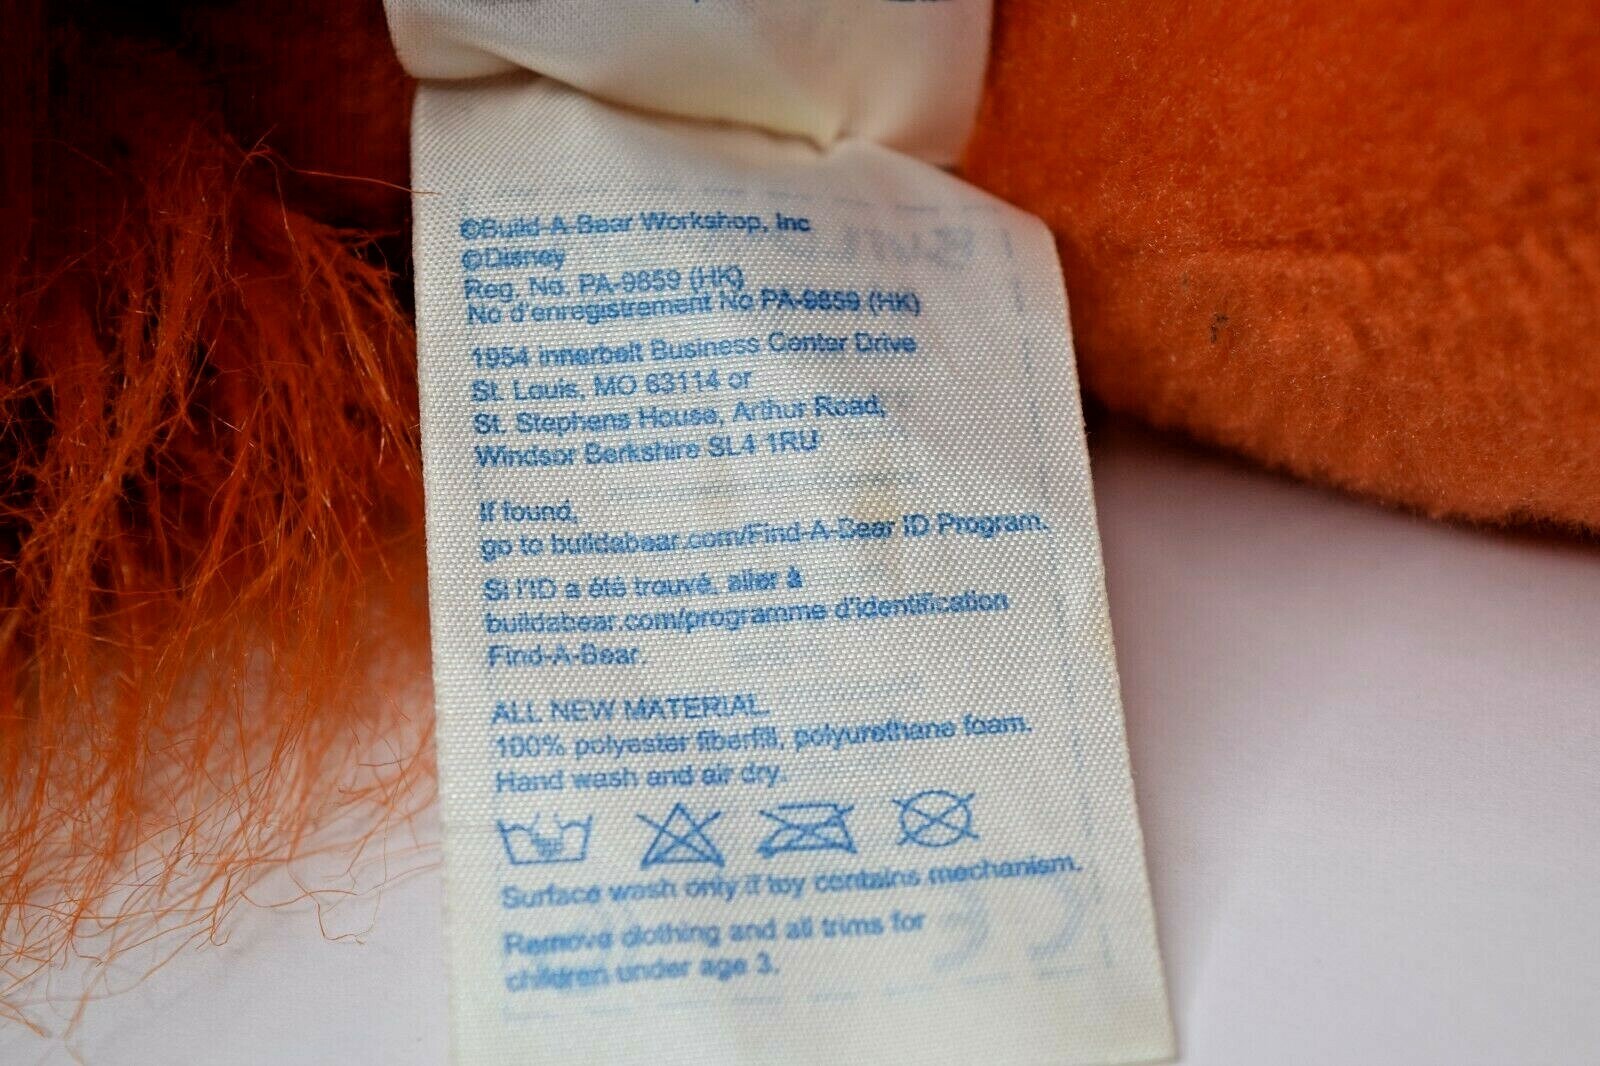 ©Build-A-Bear Workshop, Inc
©Disney
Reg. No. PA-9859 (HK)
No d'enregistrement No PA-9859 (HK)
1954 Innerbelt Business Center Drive
St. Louis, MO 63114 or
St. Stephens House, Arthur Road,
Windsor Berkshire SL4 1RU
If found,
go to buildabear.com/Find-A-Bear ID Program.
Si l'ID a été trouvé, aller à
buildabear.com/programme d'identification
Find-A-Bear.
ALL NEW MATERIAL
100% polyester fiberfill, polyurethane foam.
Hand wash and air dry.
Surface wash only if toy contains mechanism.
Remove clothing and all trims for
children under age 3.